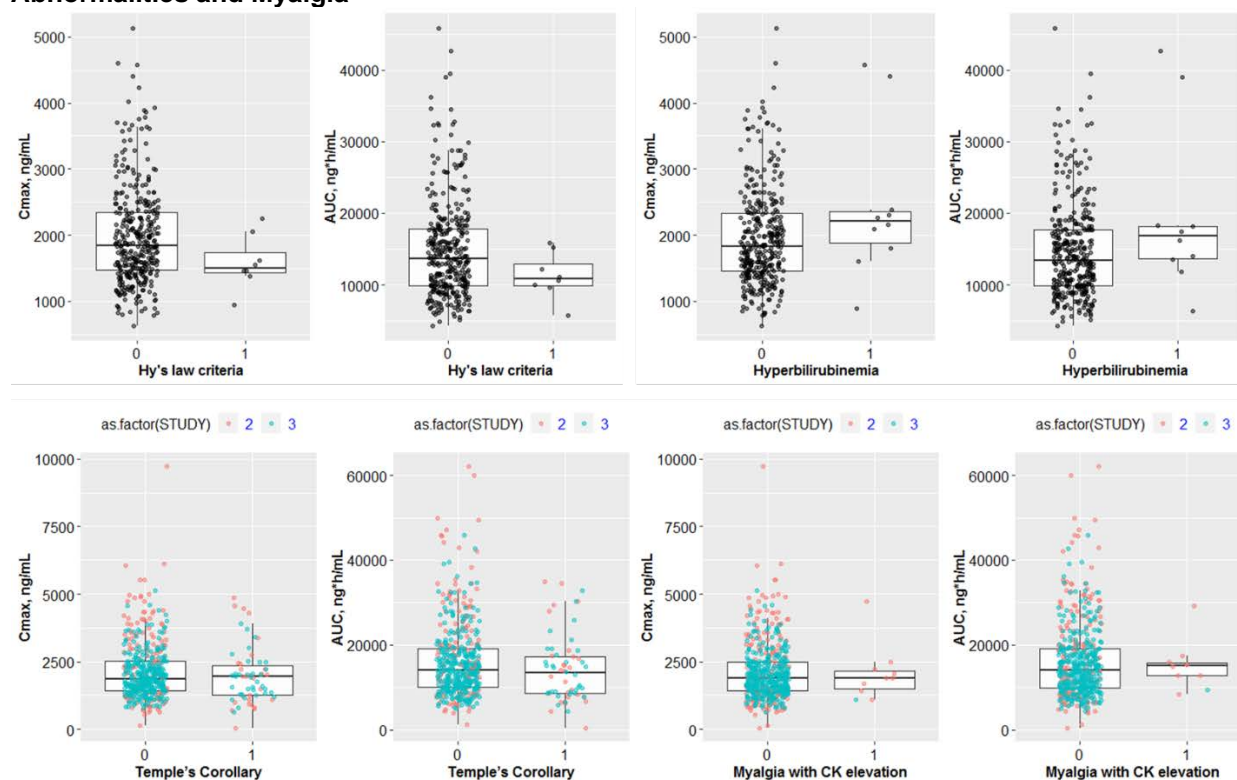 Abnormalities and Myalgia
5000
4000
3000
2000
1000
Cmax, ng/mL
0 1
Hy's law criteria
40000
30000
20000
10000
AUC, ng*h/mL
0 1
Hy's law criteria
5000
4000
3000
2000
1000
Cmax, ng/mL
0 1
Hyperbilirubinemia
40000
30000
20000
10000
AUC, ng*h/mL
0 1
Hyperbilirubinemia
as.factor(STUDY) 2 3
10000
7500
5000
2500
0
Cmax, ng/mL
0 1
Temple's Corollary
as.factor(STUDY) 2 3
60000
40000
20000
0
AUC, ng*h/mL
0 1
Temple's Corollary
as.factor(STUDY) 2 3
10000
7500
5000
2500
0
Cmax, ng/mL
0 1
Myalgia with CK elevation
as.factor(STUDY) 2 3
60000
40000
20000
0
AUC, ng*h/mL
0 1
Myalgia with CK elevation